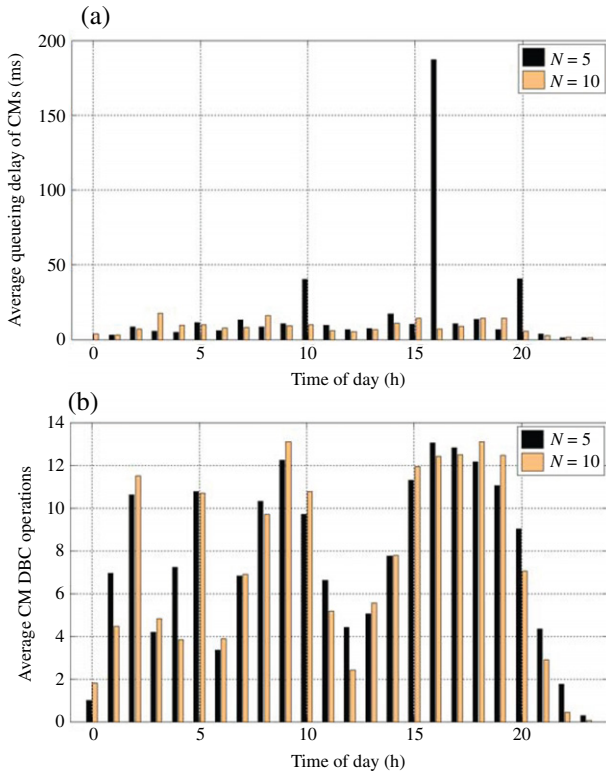 (a)
200
150
100
50
0
Average queueing delay of CMs (ms)
N = 5
N = 10
0 5 10 15 20
Time of day (h)
(b)
14
12
10
8
6
4
2
0
Average CM DBC operations
N = 5
N = 10
0 5 10 15 20
Time of day (h)